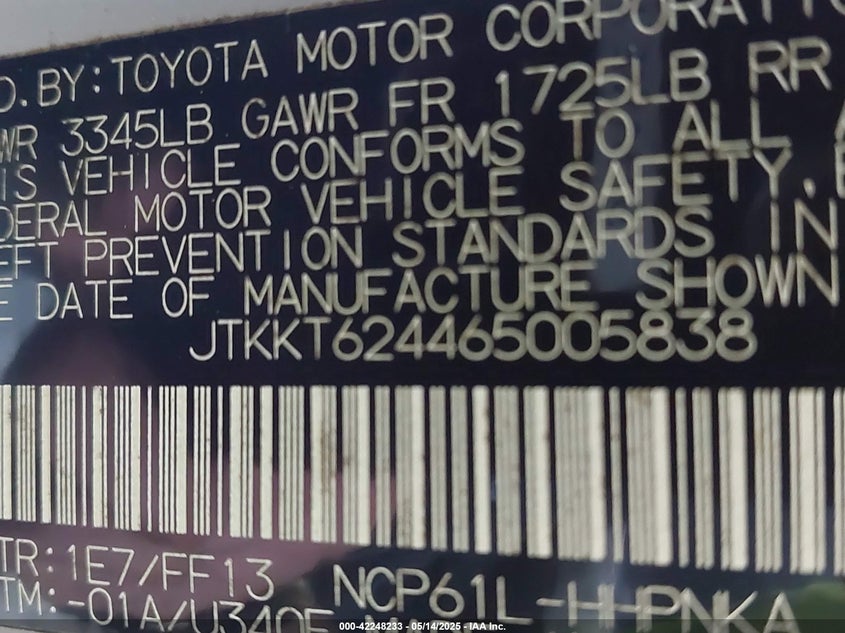 D.BY:TOYOTA MOTOR CORPORATIO
WR 3345LB GAWR FR 1725LB RR
IS VEHICLE CONFORMS TO ALL A
DERAL MOTOR VEHICLE SAFETY,
EFT PREVENTION STANDARDS IN
E DATE OF MANUFACTURE SHOWN
JTKKT624465005838
TR:1E7/FF13 NCP61L-HHPNKA
TM:-01A/U340E
000-42248233 - 05/14/2025 - IAA Inc.